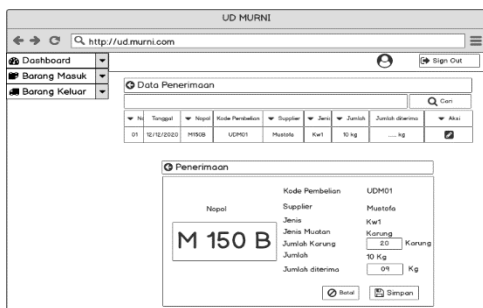 UD MURNI
http://ud.murni.com
Dashboard
Sign Out
Barang Masuk
Barang Keluar
Data Penerimaan
Cari
No Tanggal Nopol Kode Pembelian Supplier Jenis Jumlah Jumlah diterima Aksi
01 12/12/2020 M150B UDM01 Mustofa Kw1 10 kg ..... kg
Penerimaan
Kode Pembelian UDM01
Nopol
Supplier Mustofa
Jenis Kw1
M 150 B
Jenis Muatan Karung
Jumlah Karung 20 Karung
Jumlah 10 Kg
Jumlah diterima 09 Kg
Batal Simpan